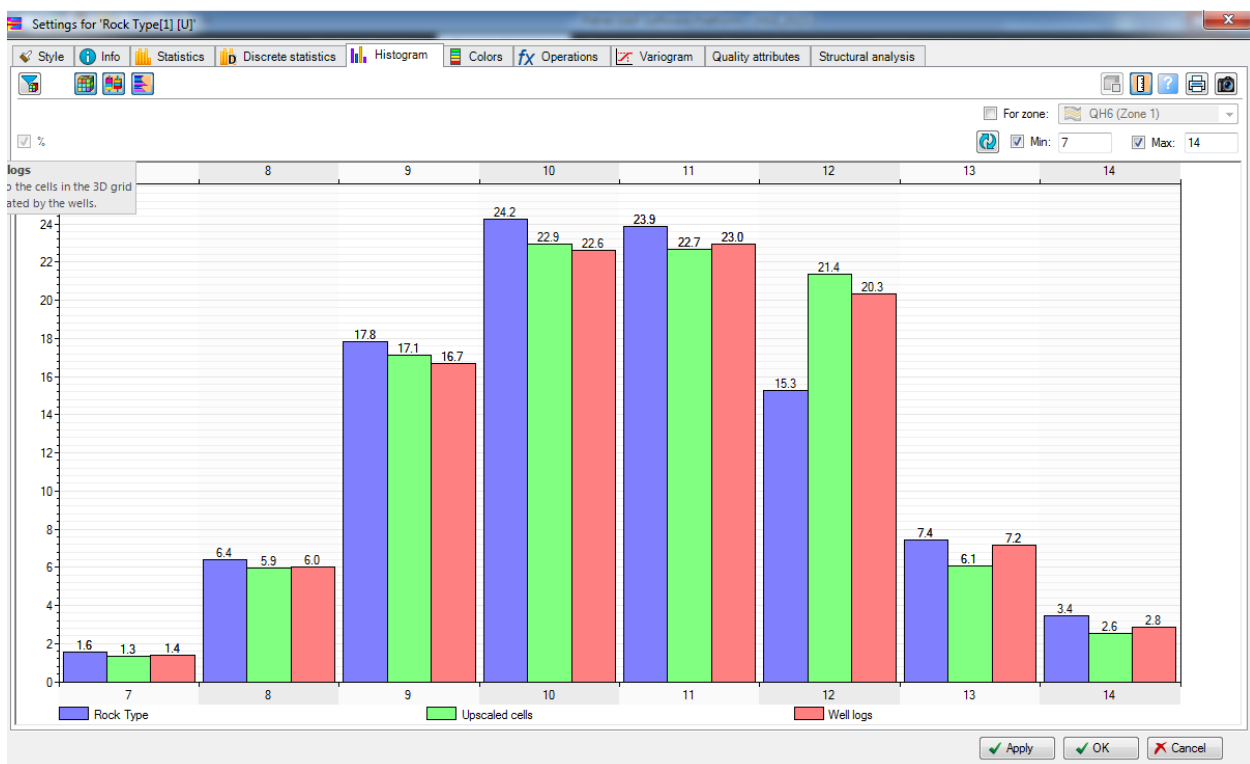 Settings for 'Rock Type[1] [U]'
Style Info Statistics Discrete statistics Histogram Colors Operations Variogram Quality attributes Structural analysis
For zone: QH6 (Zone 1)
% Min: 7 Max: 14
logs
the cells in the 3D grid
ated by the wells.
8 9 10 11 12 13 14
24
22
20
18
16
14
12
10
8
6
4
2
0
1.6 1.3 1.4
6.4 5.9 6.0
17.8 17.1 16.7
24.2 22.9 22.6
23.9 22.7 23.0
15.3 21.4 20.3
7.4 6.1 7.2
3.4 2.6 2.8
7 8 9 10 11 12 13 14
Rock Type Upscaled cells Well logs
Apply OK Cancel